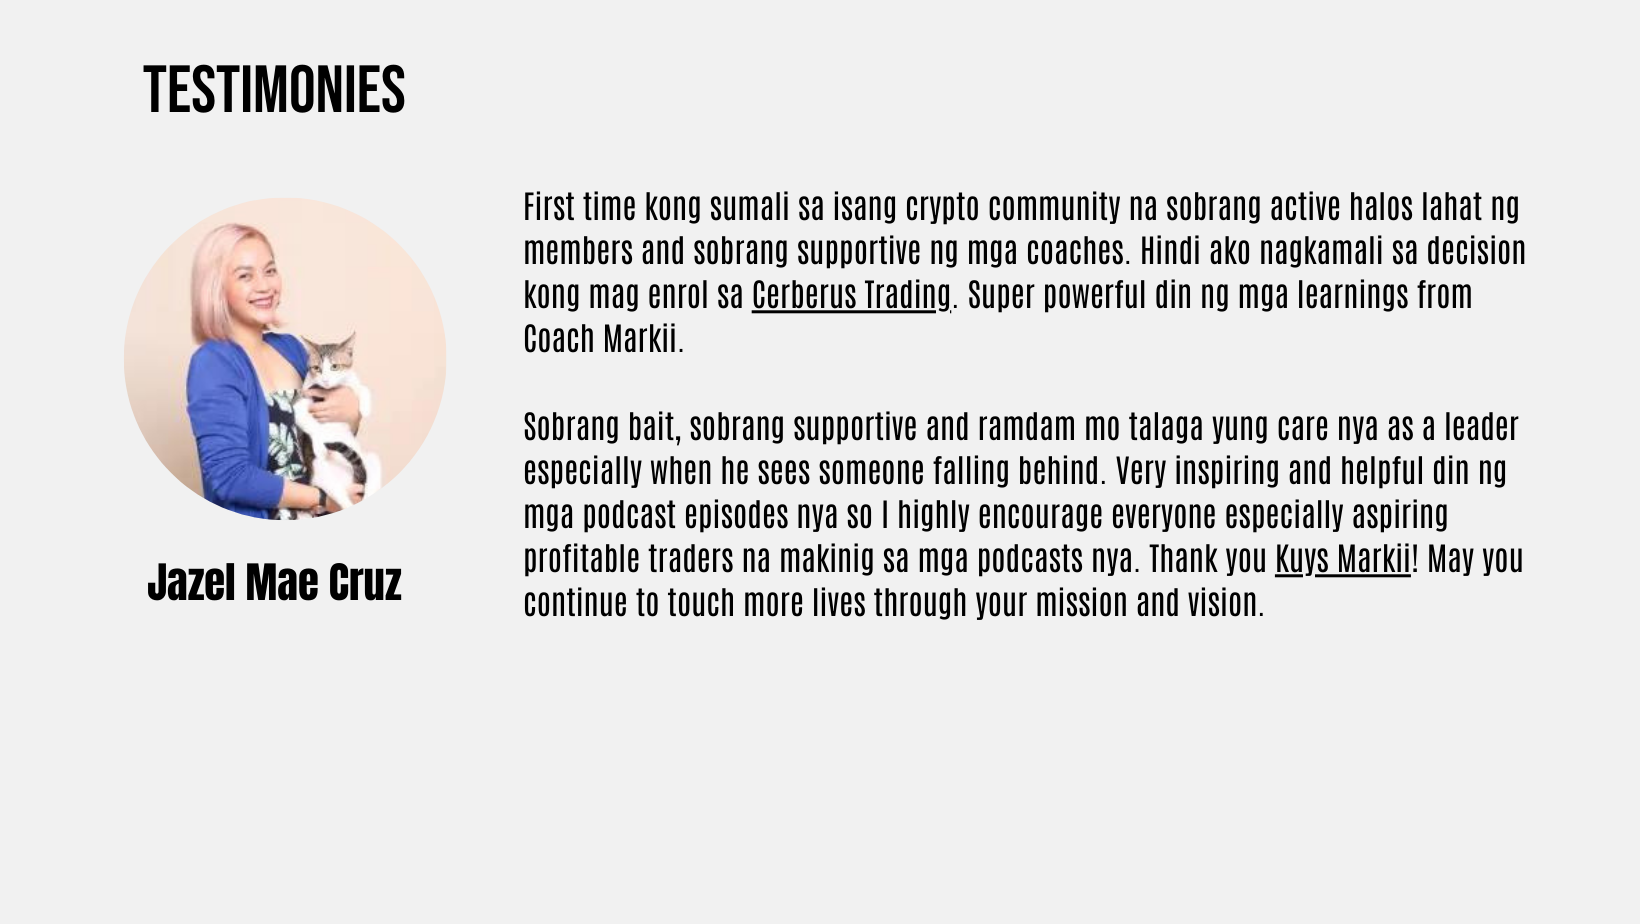 TESTIMONIES
First time kong sumali sa isang crypto community na sobrang active halos lahat ng
members and sobrang supportive ng mga coaches. Hindi ako nagkamali sa decision
kong mag enrol sa Cerberus Trading. Super powerful din ng mga learnings from
Coach Markii.
Sobrang bait, sobrang supportive and ramdam mo talaga yung care nya as a leader
especially when he sees someone falling behind. Very inspiring and helpful din ng
mga podcast episodes nya so I highly encourage everyone especially aspiring
profitable traders na makinig sa mga podcasts nya. Thank you Kuys Markii! May you
continue to touch more lives through your mission and vision.
Jazel Mae Cruz